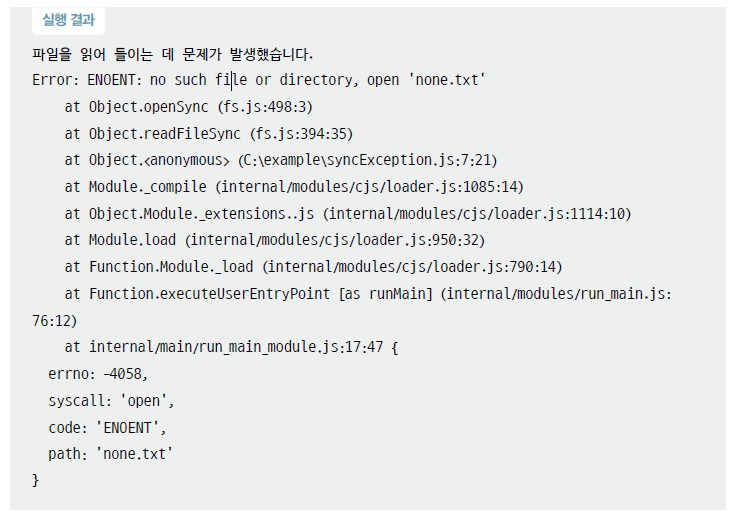 실행 결과
파일을 읽어 들이는 데 문제가 발생했습니다.
Error: ENOENT: no such file or directory, open 'none.txt'
    at Object.openSync (fs.js:498:3)
    at Object.readFileSync (fs.js:394:35)
    at Object.<anonymous> (C:\example\syncException.js:7:21)
    at Module._compile (internal/modules/cjs/loader.js:1085:14)
    at Object.Module._extensions..js (internal/modules/cjs/loader.js:1114:10)
    at Module.load (internal/modules/cjs/loader.js:950:32)
    at Function.Module._load (internal/modules/cjs/loader.js:790:14)
    at Function.executeUserEntryPoint [as runMain] (internal/modules/run_main.js:
76:12)
    at internal/main/run_main_module.js:17:47 {
  errno: -4058,
  syscall: 'open',
  code: 'ENOENT',
  path: 'none.txt'
}